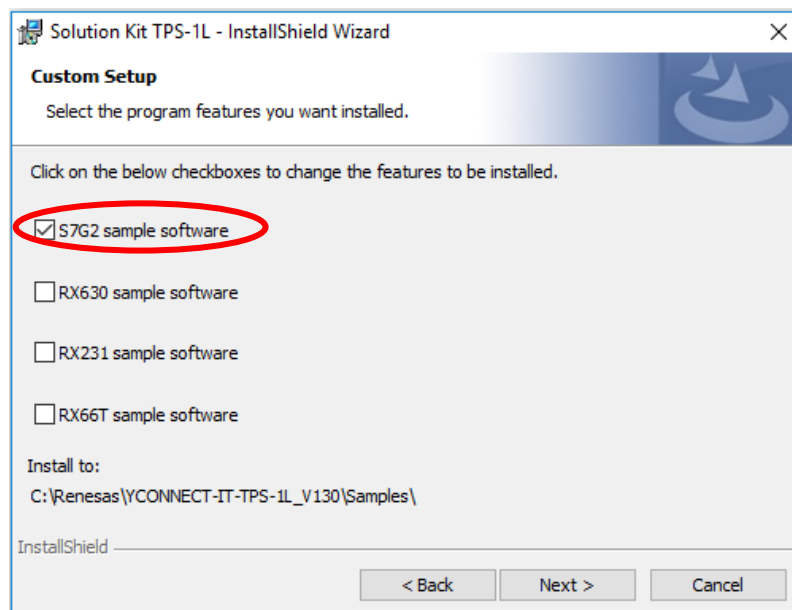 Solution Kit TPS-1L - InstallShield Wizard
Custom Setup
Select the program features you want installed.
Click on the below checkboxes to change the features to be installed.
S7G2 sample software
RX630 sample software
RX231 sample software
RX66T sample software
Install to:
C:\Renesas\YCONNECT-IT-TPS-1L_V130\Samples\
InstallShield
< Back Next > Cancel